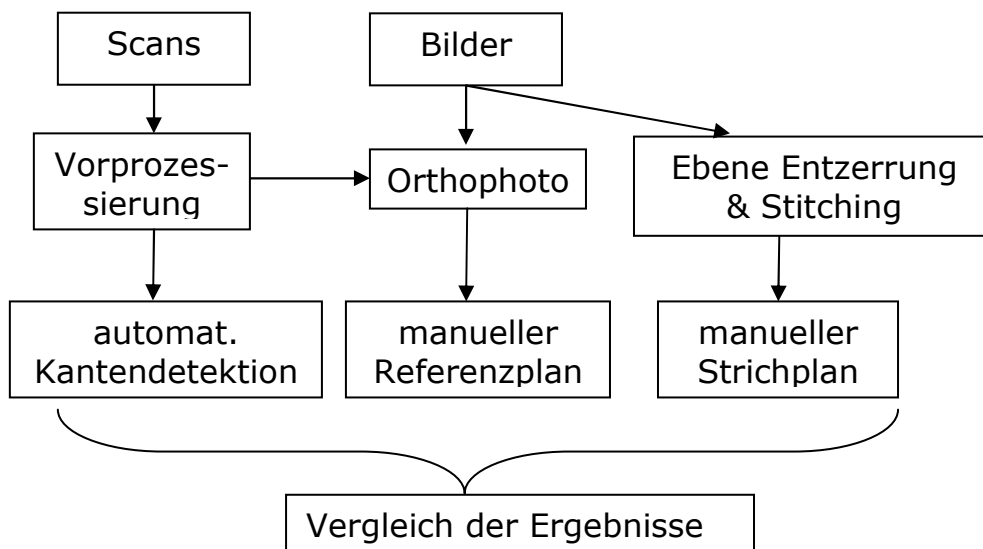 Scans
Bilder
Vorprozes-
sierung
Orthophoto
Ebene Entzerrung
& Stitching
automat.
Kantendetektion
manueller
Referenzplan
manueller
Strichplan
Vergleich der Ergebnisse